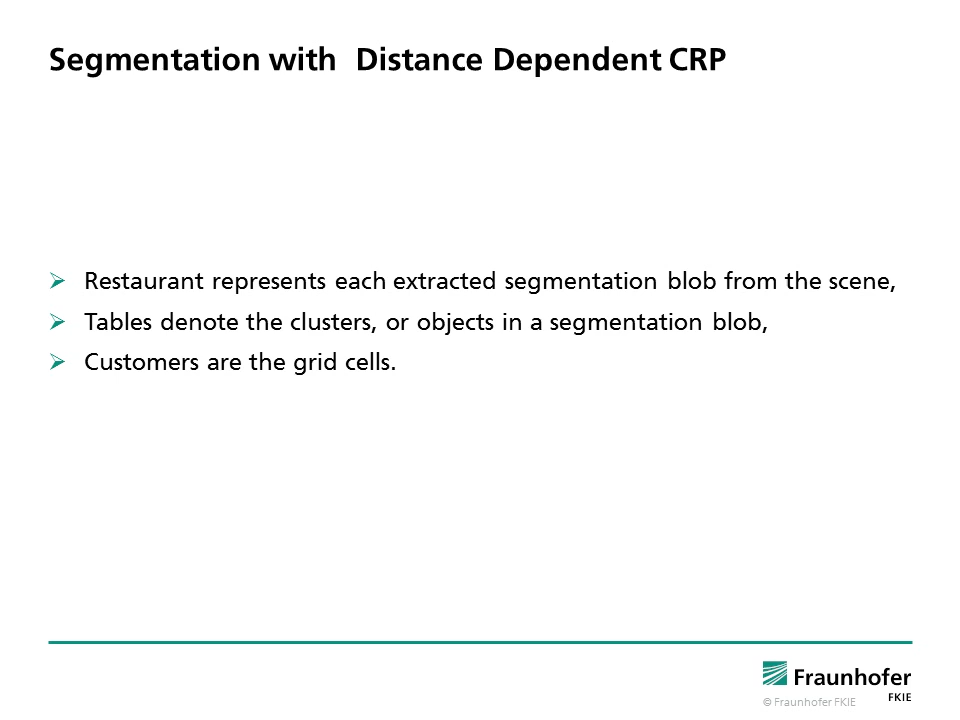 Segmentation with  Distance Dependent CRP
Restaurant represents each extracted segmentation blob from the scene,
Tables denote the clusters, or objects in a segmentation blob,
Customers are the grid cells.
Fraunhofer
FKIE
© Fraunhofer FKIE